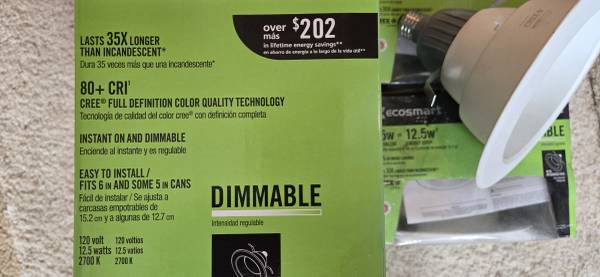 LASTS 35X LONGER
THAN INCANDESCENT*
Dura 35 veces más que una incandescente*
over $202
más
in lifetime energy savings**
en ahorro de energía a lo largo de la vida útil**
80+ CRI¹
CREE® FULL DEFINITION COLOR QUALITY TECHNOLOGY
Tecnología de calidad del color cree® con definición completa
INSTANT ON AND DIMMABLE
Enciende al instante y es regulable
EASY TO INSTALL /
FITS 6 IN AND SOME 5 IN CANS
Fácil de instalar / Se ajusta a
carcasas empotrables de
15.2 cm y a algunas de 12.7 cm
DIMMABLE
Intensidad regulable
120 volt 120 voltios
12.5 watts 12.5 vatios
2700 K 2700 K
ecosmart
5w = 12.5w
BLE